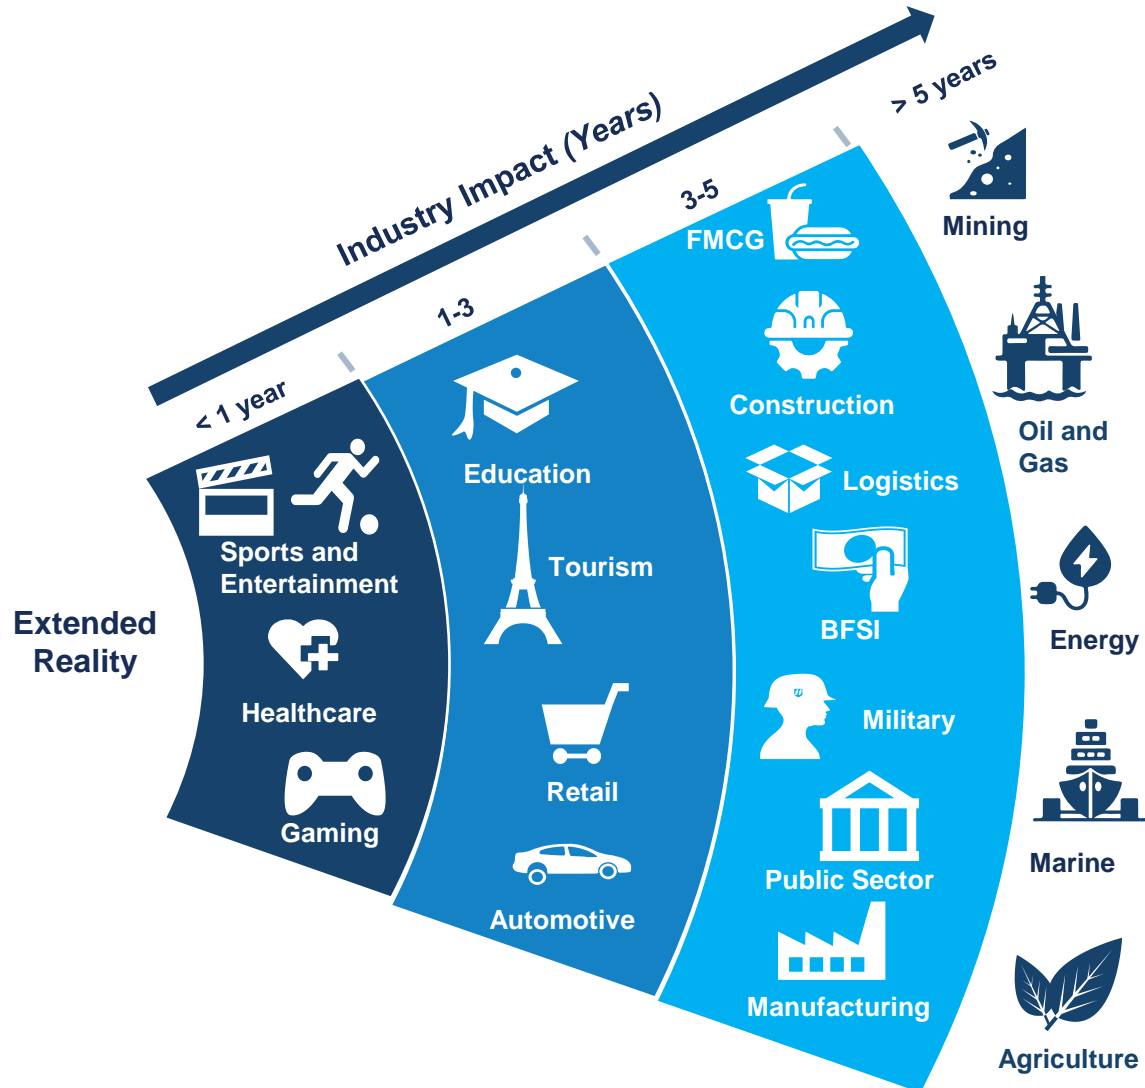 Industry Impact (Years)
< 1 year
1-3
3-5
> 5 years
Extended
Reality
Sports and
Entertainment
Healthcare
Gaming
Education
Tourism
Retail
Automotive
FMCG
Construction
Logistics
BFSI
Military
Public Sector
Manufacturing
Mining
Oil and
Gas
Energy
Marine
Agriculture